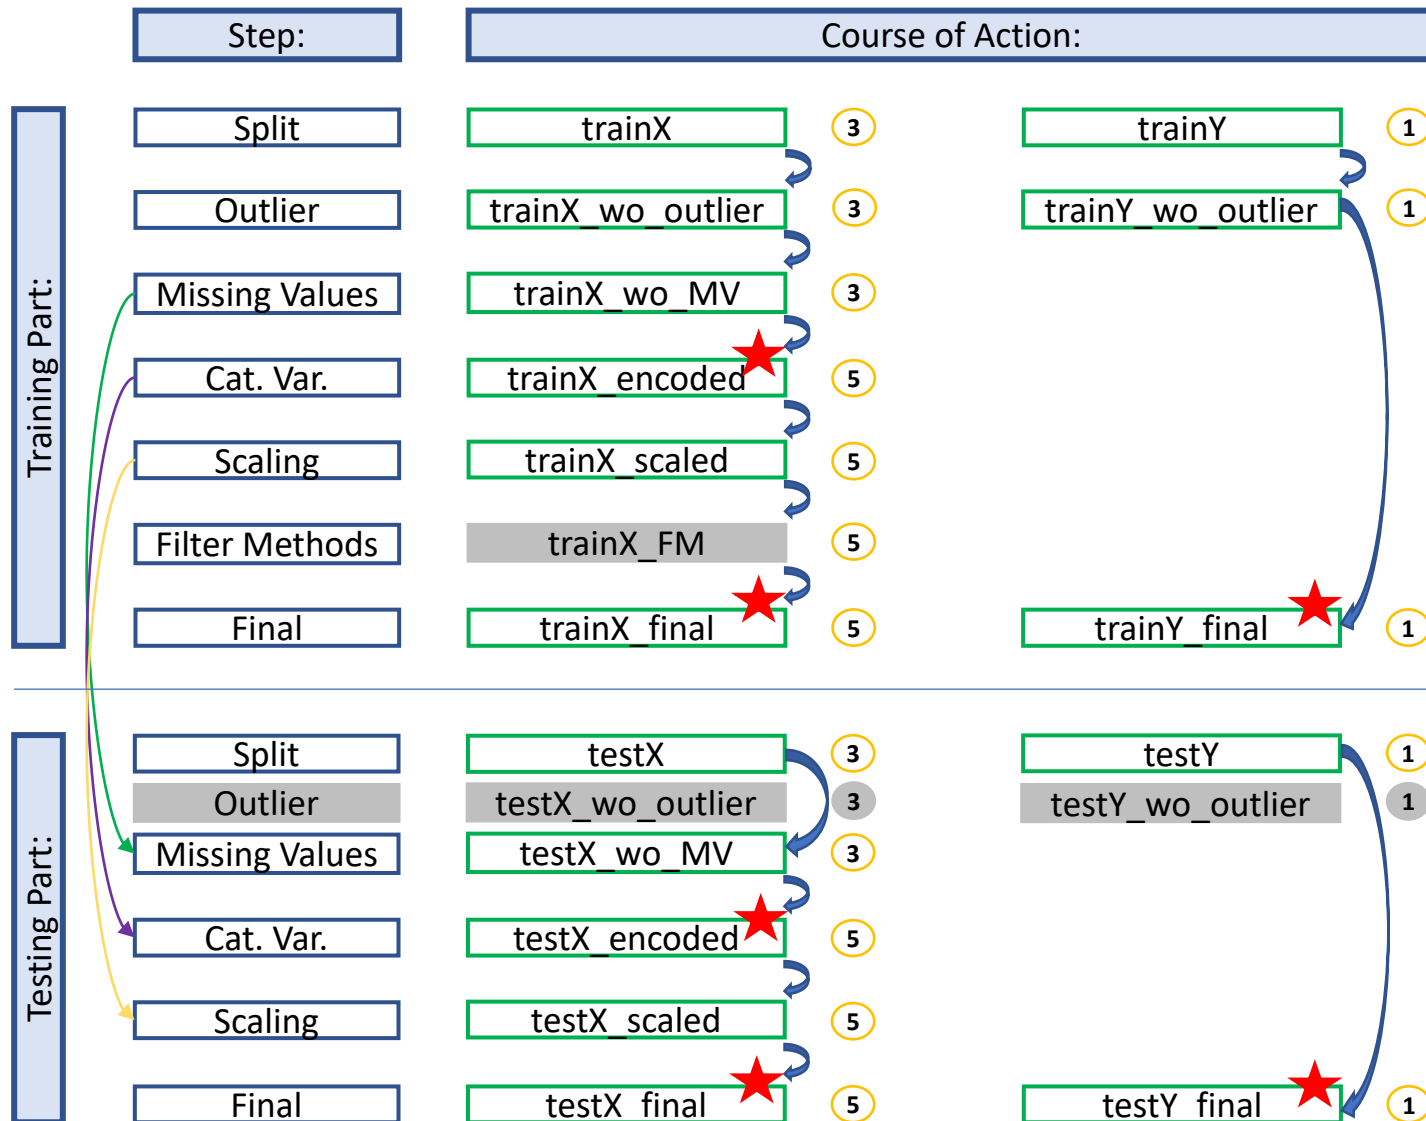 Step:
Course of Action:
Training Part:
Split
trainX
3
trainY
1
Outlier
trainX_wo_outlier
3
trainY_wo_outlier
1
Missing Values
trainX_wo_MV
3
Cat. Var.
trainX_encoded
5
Scaling
trainX_scaled
5
Filter Methods
trainX_FM
5
Final
trainX_final
5
trainY_final
1
Testing Part:
Split
testX
3
testY
1
Outlier
testX_wo_outlier
3
testY_wo_outlier
1
Missing Values
testX_wo_MV
3
Cat. Var.
testX_encoded
5
Scaling
testX_scaled
5
Final
testX_final
5
testY_final
1